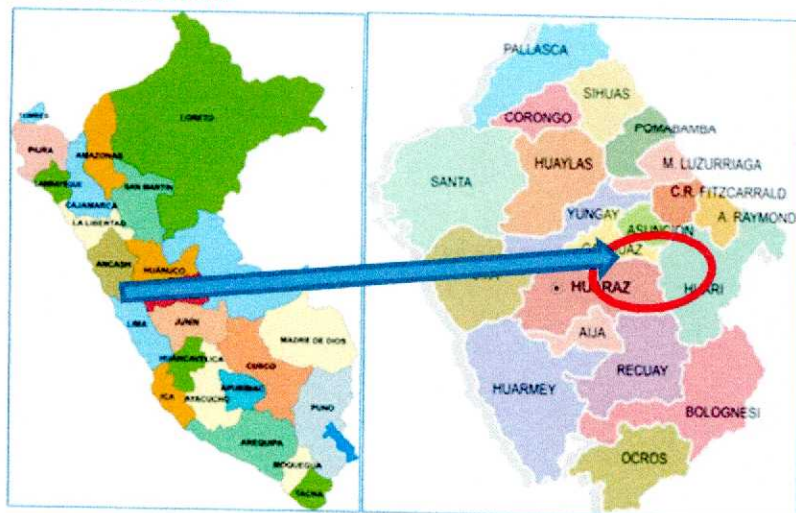 TUMBES
PIURA
LAMBAYEQUE
AMAZONAS
LORETO
CAJAMARCA
SAN MARTIN
LA LIBERTAD
ANCASH
HUÁNUCO
LIMA
JUNIN
MADRE DE DIOS
HUANCAVELICA
CUSCO
ICA
AYACUCHO
APURIMAC
PUNO
AREQUIPA
MOQUEGUA
TACNA
PALLASCA
SIHUAS
CORONGO
POMABAMBA
HUAYLAS
M. LUZURRIAGA
SANTA
C.R. FITZCARRALD
YUNGAY
A. RAYMOND
ASUNCION
HUARAZ
HUARI
AIJA
RECUAY
HUARMEY
BOLOGNESI
OCROS